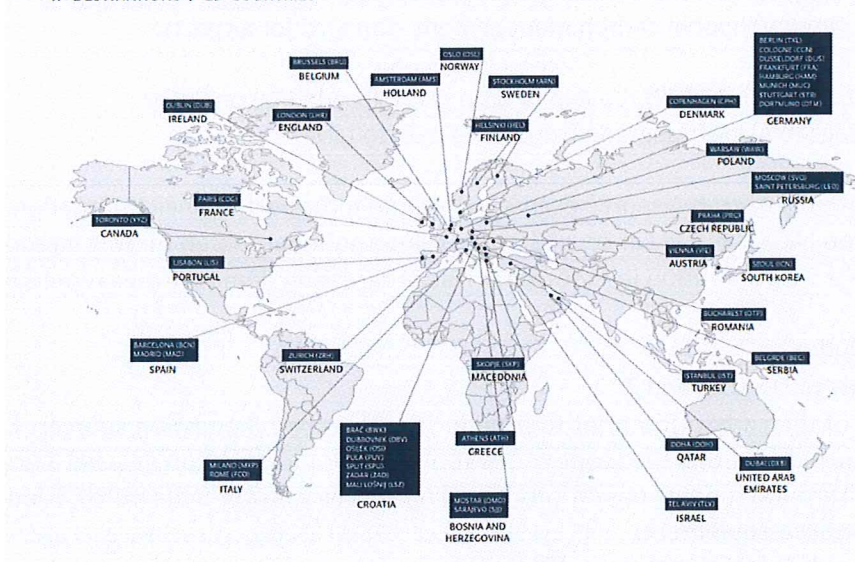 OSLO (OSL)
NORWAY
BRUSSELS (BRU)
BELGIUM
AMSTERDAM (AMS)
HOLLAND
STOCKHOLM (ARN)
SWEDEN
BERLIN (TXL)
COLOGNE (CGN)
DUSSELDORF (DUS)
FRANKFURT (FRA)
HAMBURG (HAM)
MUNICH (MUC)
STUTTGART (STR)
DORTMUND (DTM)
GERMANY
DUBLIN (DUB)
IRELAND
LONDON (LHR)
ENGLAND
COPENHAGEN (CPH)
DENMARK
HELSINKI (HEL)
FINLAND
WARSAW (WAW)
POLAND
MOSCOW (SVO)
SAINT PETERSBURG (LED)
RUSSIA
PARIS (CDG)
FRANCE
TORONTO (YYZ)
CANADA
PRAHA (PRG)
CZECH REPUBLIC
VIENNA (VIE)
AUSTRIA
SEOUL (ICN)
SOUTH KOREA
LISABON (LIS)
PORTUGAL
BUCHAREST (OTP)
ROMANIA
BARCELONA (BCN)
MADRID (MAD)
SPAIN
ZURICH (ZRH)
SWITZERLAND
SKOPJE (SKP)
MACEDONIA
BELGRDE (BEG)
SERBIA
ISTANBUL (IST)
TURKEY
BRAČ (BWK)
DUBROVNIK (DBV)
OSIJEK (OSI)
PULA (PUY)
SPLIT (SPU)
ZADAR (ZAD)
MALI LOŠINJ (LSZ)
CROATIA
ATHENS (ATH)
GREECE
DOHA (DOH)
QATAR
DUBAI (DXB)
UNITED ARAB
EMIRATES
MILANO (MXP)
ROME (FCO)
ITALY
MOSTAR (OMO)
SARAJEVO (SJJ)
BOSNIA AND
HERZEGOVINA
TEL AVIV (TLV)
ISRAEL